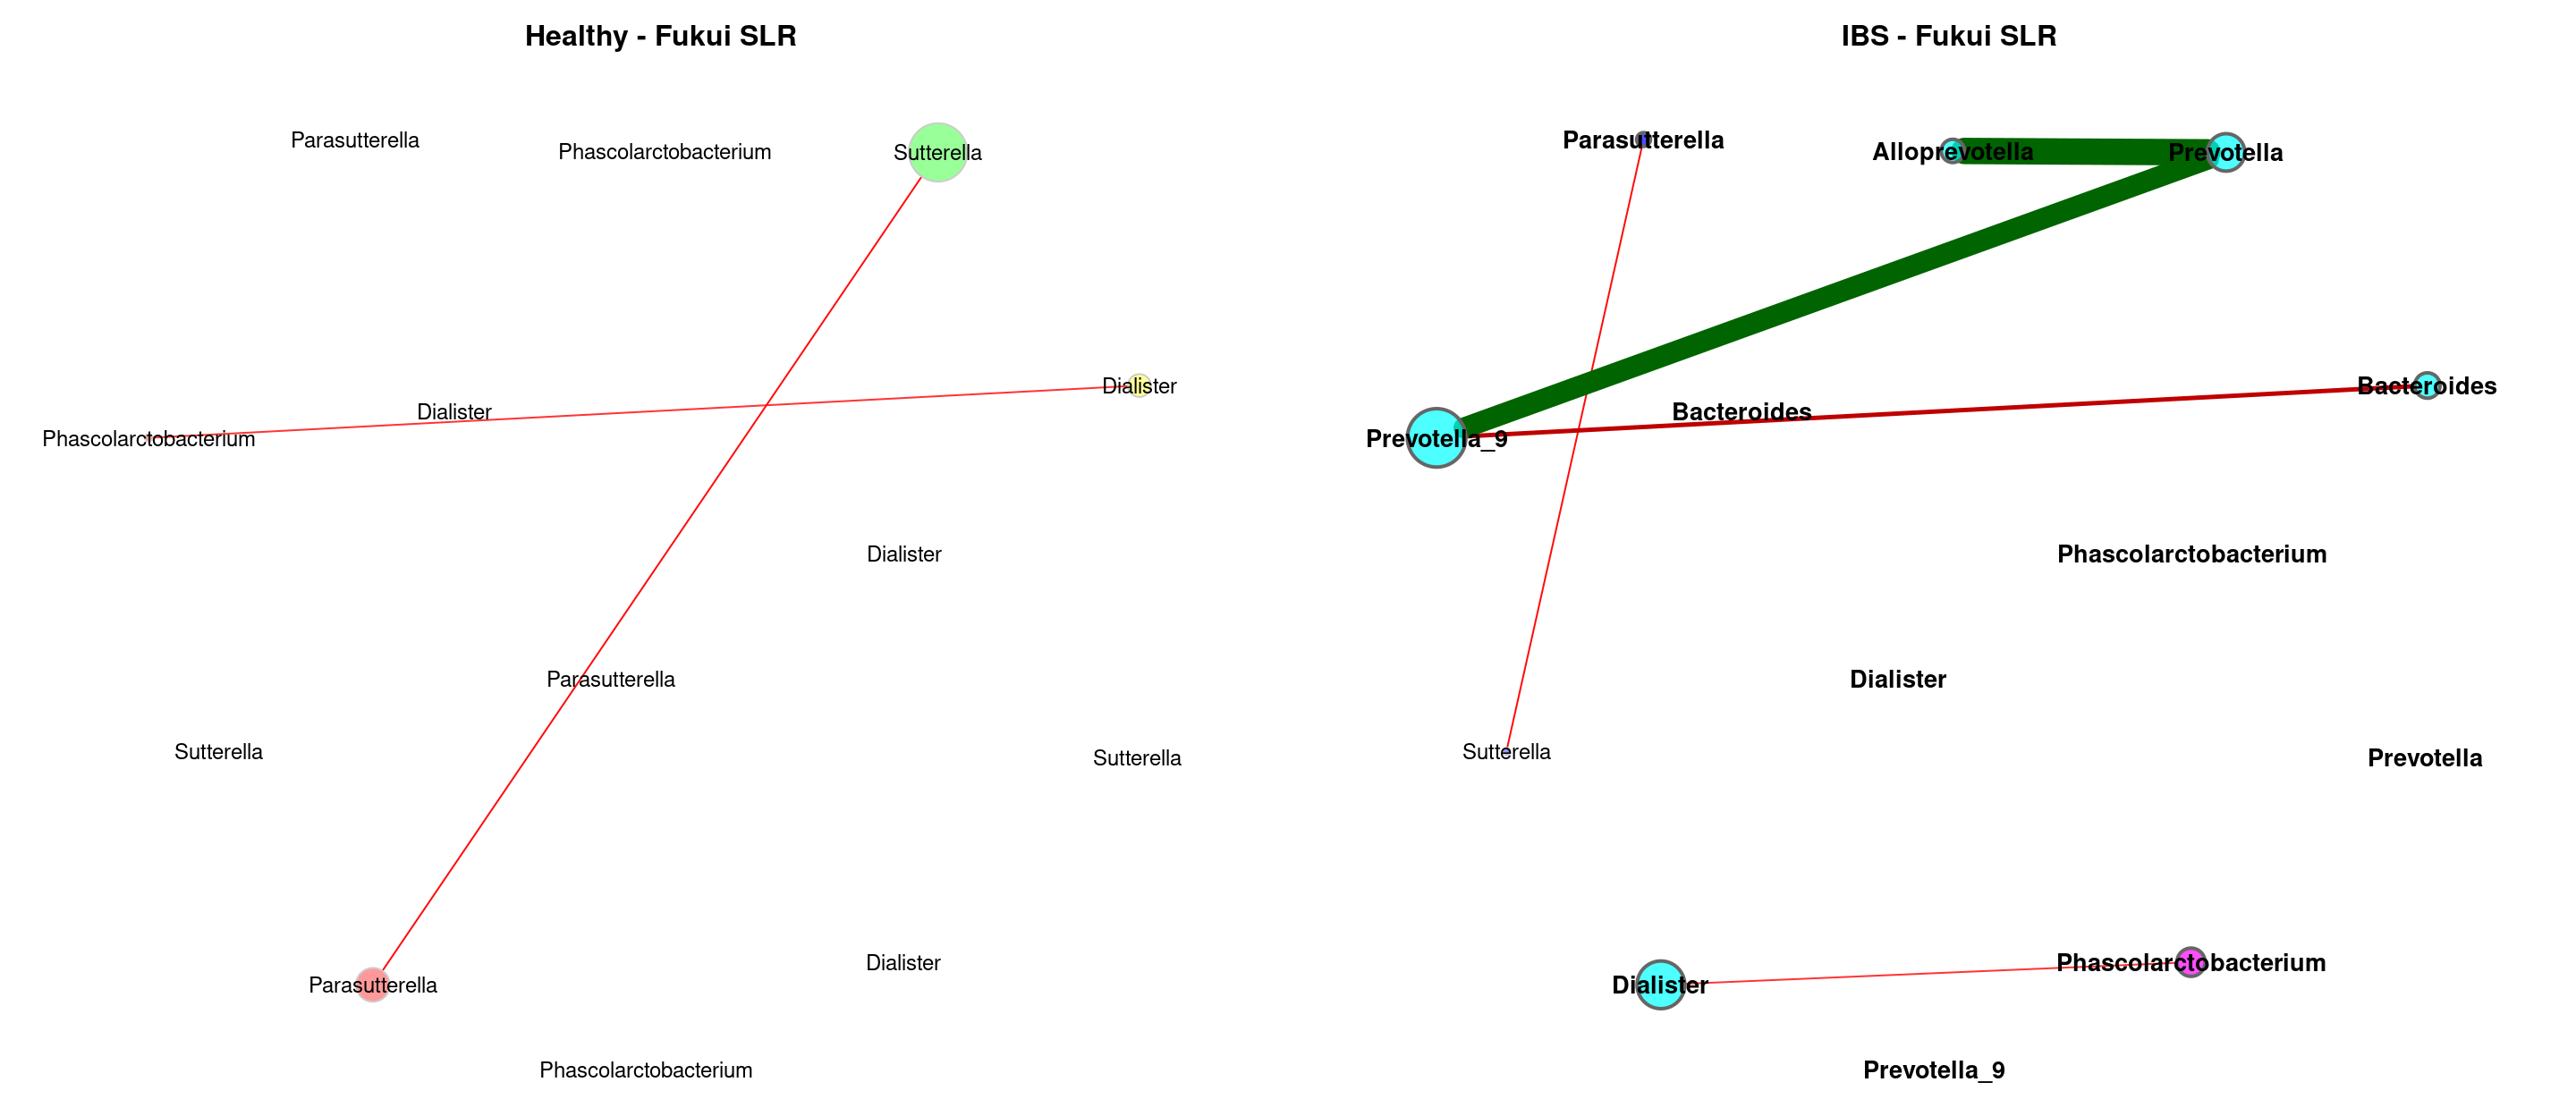 Healthy - Fukui SLR
Parasutterella
Phascolarctobacterium
Sutterella
Dialister
Dialister
Phascolarctobacterium
Dialister
Parasutterella
Sutterella
Sutterella
Dialister
Parasutterella
Phascolarctobacterium
IBS - Fukui SLR
Parasutterella
Alloprevotella
Prevotella
Bacteroides
Bacteroides
Prevotella_9
Phascolarctobacterium
Dialister
Sutterella
Prevotella
Phascolarctobacterium
Dialister
Prevotella_9